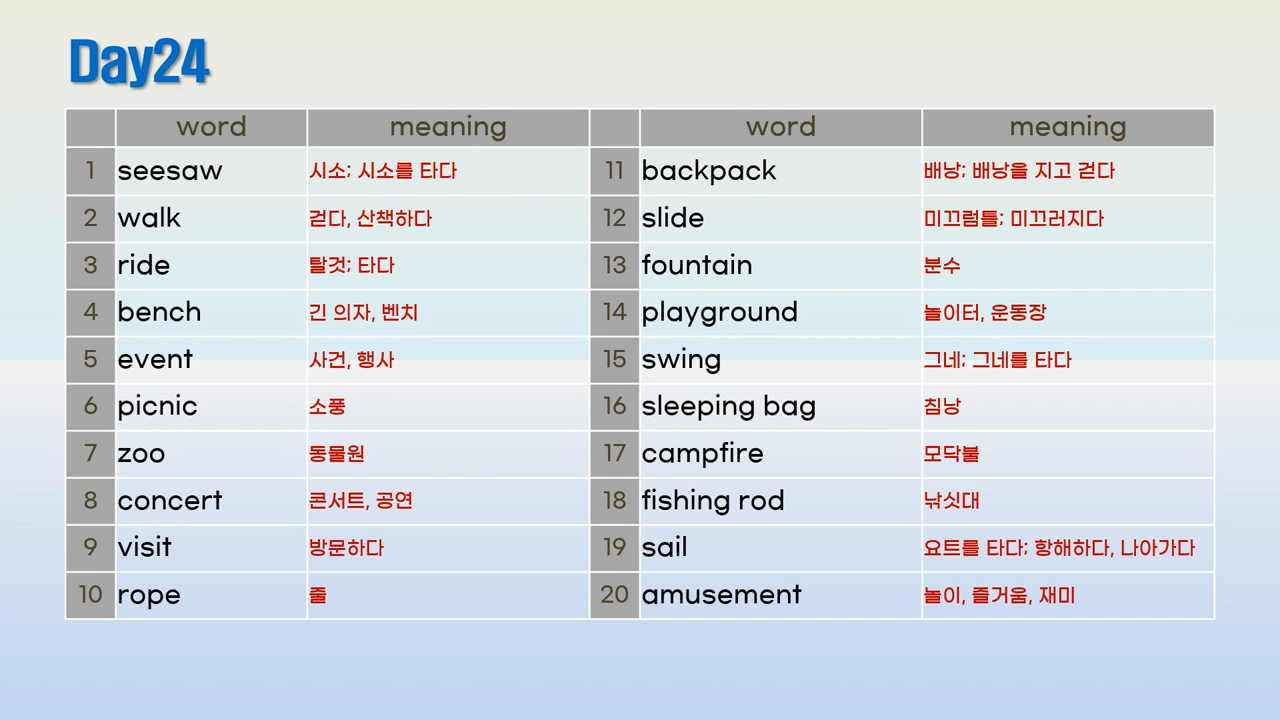 Day24
word meaning word meaning
1 seesaw 시소; 시소를 타다 11 backpack 배낭; 배낭을 지고 걷다
2 walk 걷다, 산책하다 12 slide 미끄럼틀; 미끄러지다
3 ride 탈것; 타다 13 fountain 분수
4 bench 긴 의자, 벤치 14 playground 놀이터, 운동장
5 event 사건, 행사 15 swing 그네; 그네를 타다
6 picnic 소풍 16 sleeping bag 침낭
7 zoo 동물원 17 campfire 모닥불
8 concert 콘서트, 공연 18 fishing rod 낚싯대
9 visit 방문하다 19 sail 요트를 타다; 항해하다, 나아가다
10 rope 줄 20 amusement 놀이, 즐거움, 재미